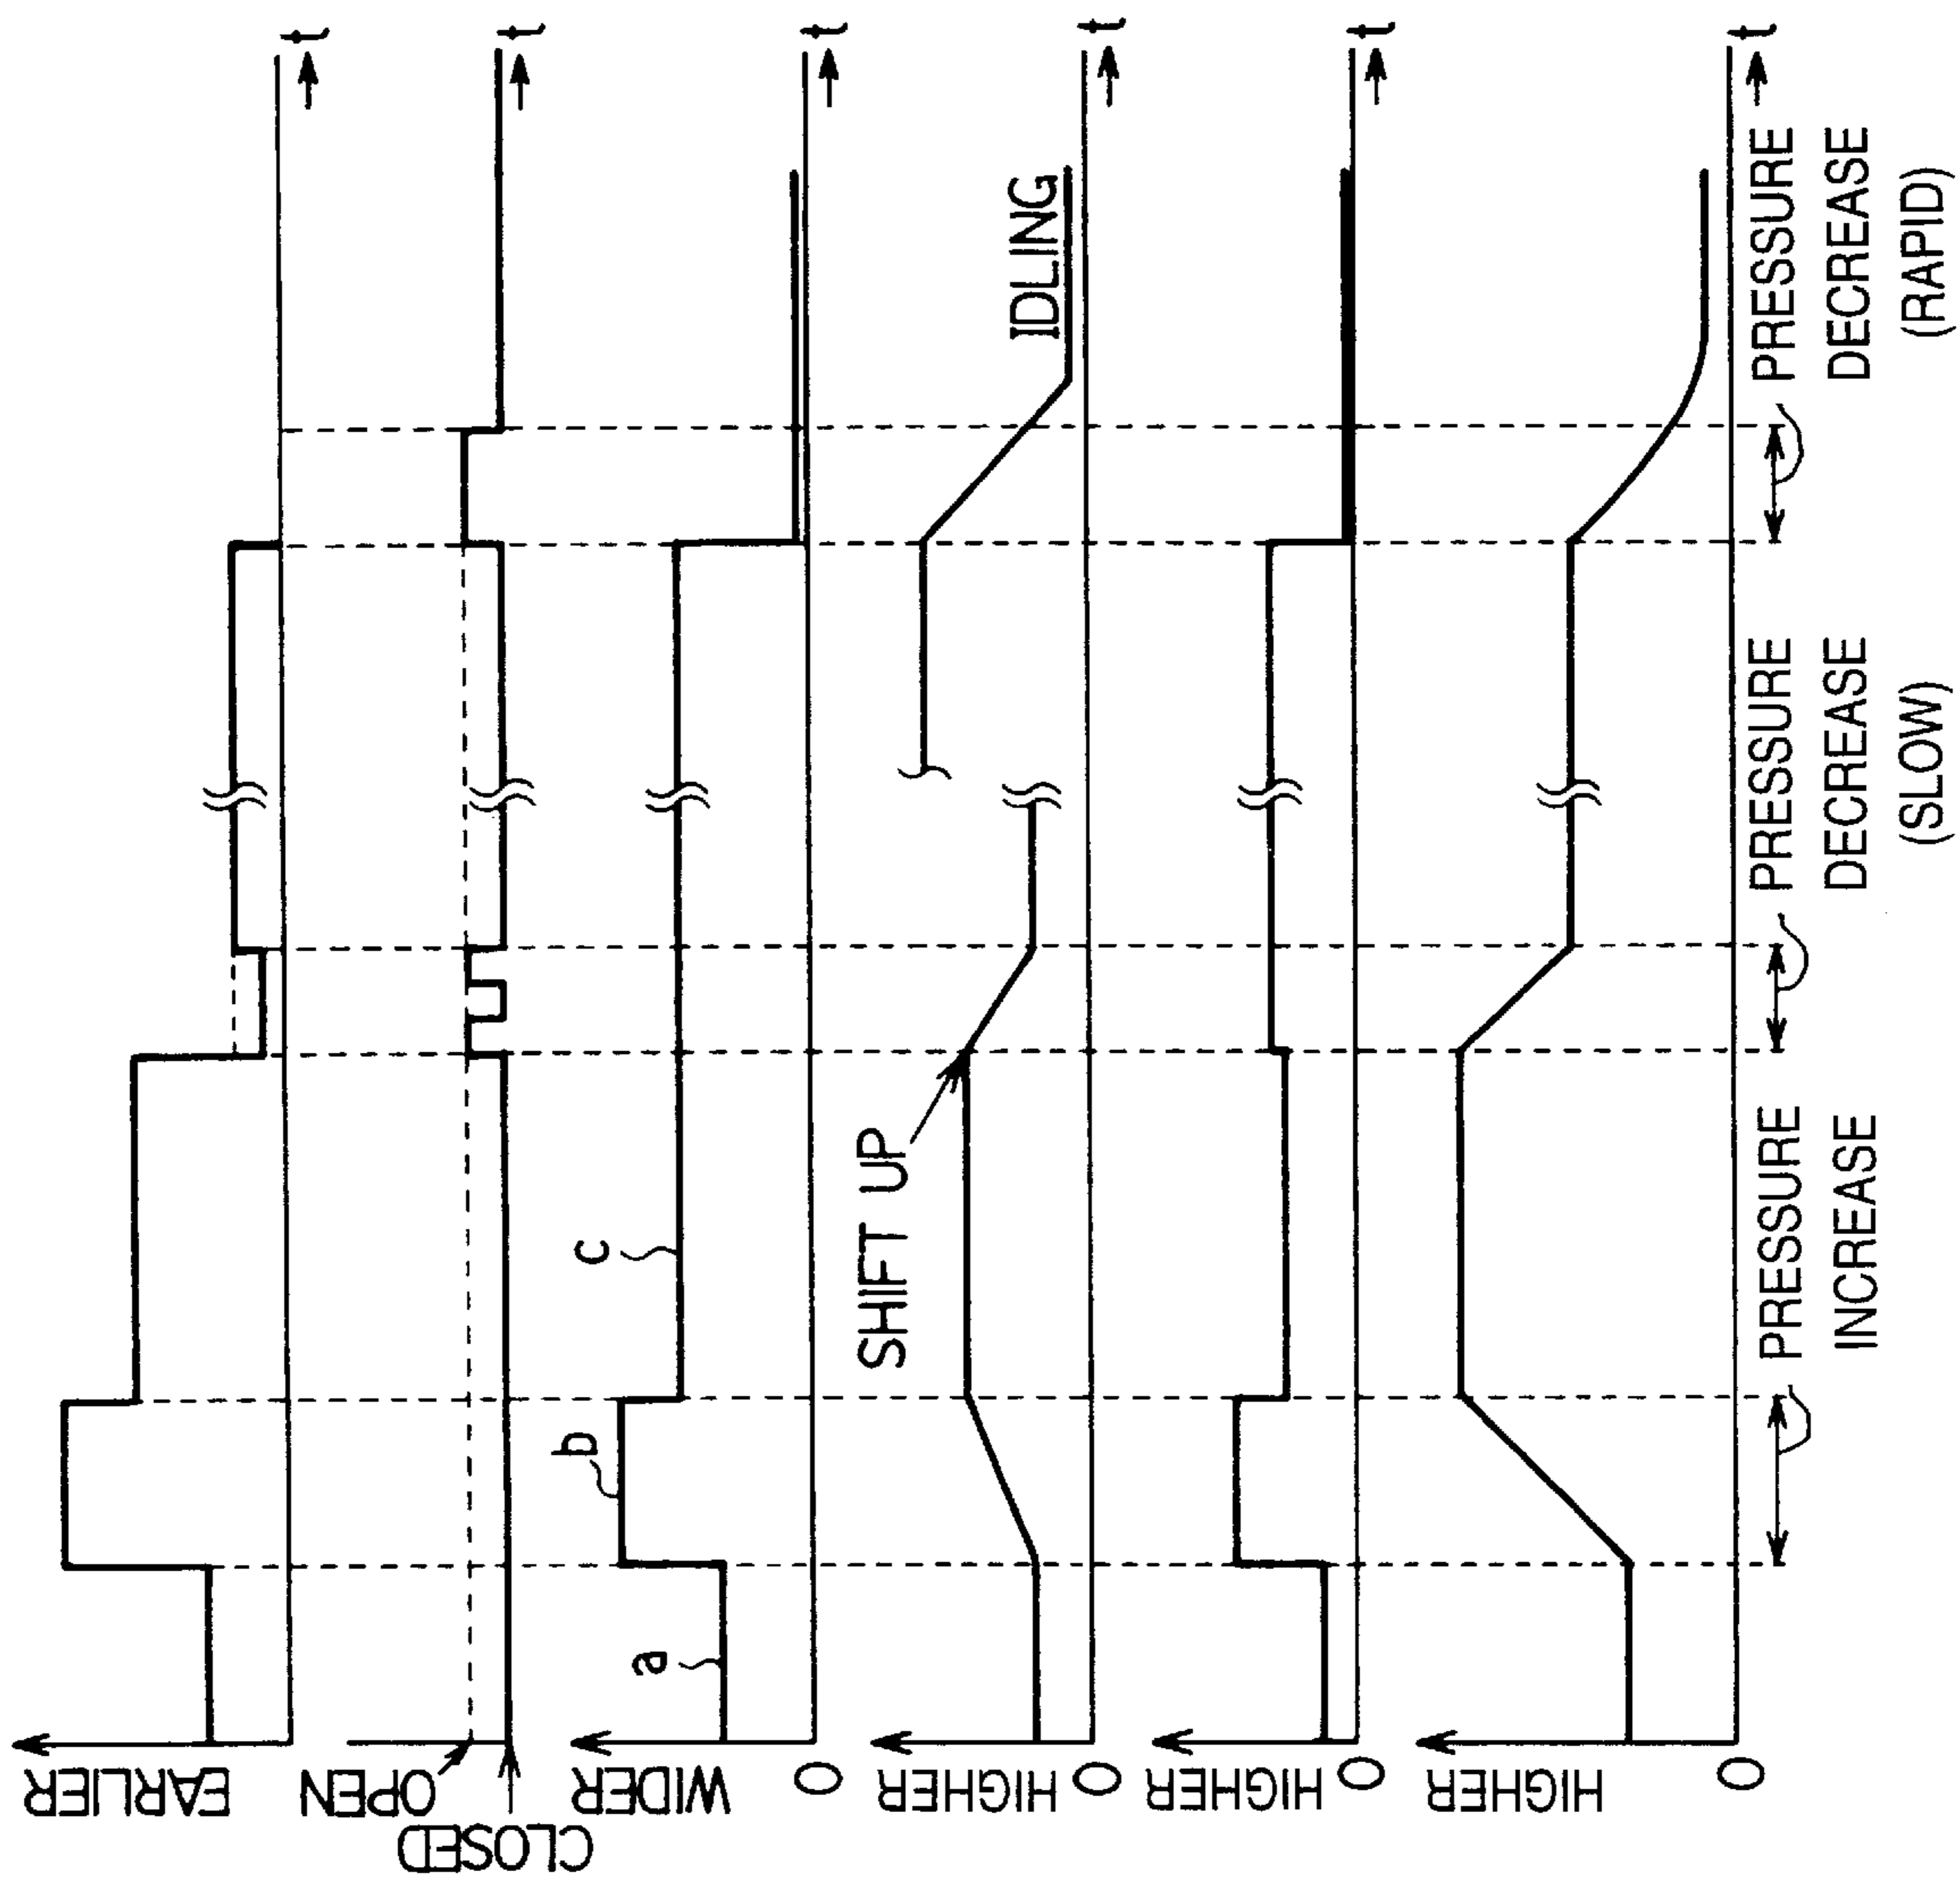 EARLIER
t
OPEN
CLOSED
t
WIDER
0
a
b
c
t
HIGHER
0
SHIFT UP
IDLING
t
HIGHER
0
t
HIGHER
0
t
PRESSURE
INCREASE
PRESSURE
DECREASE
(SLOW)
PRESSURE
DECREASE
(RAPID)